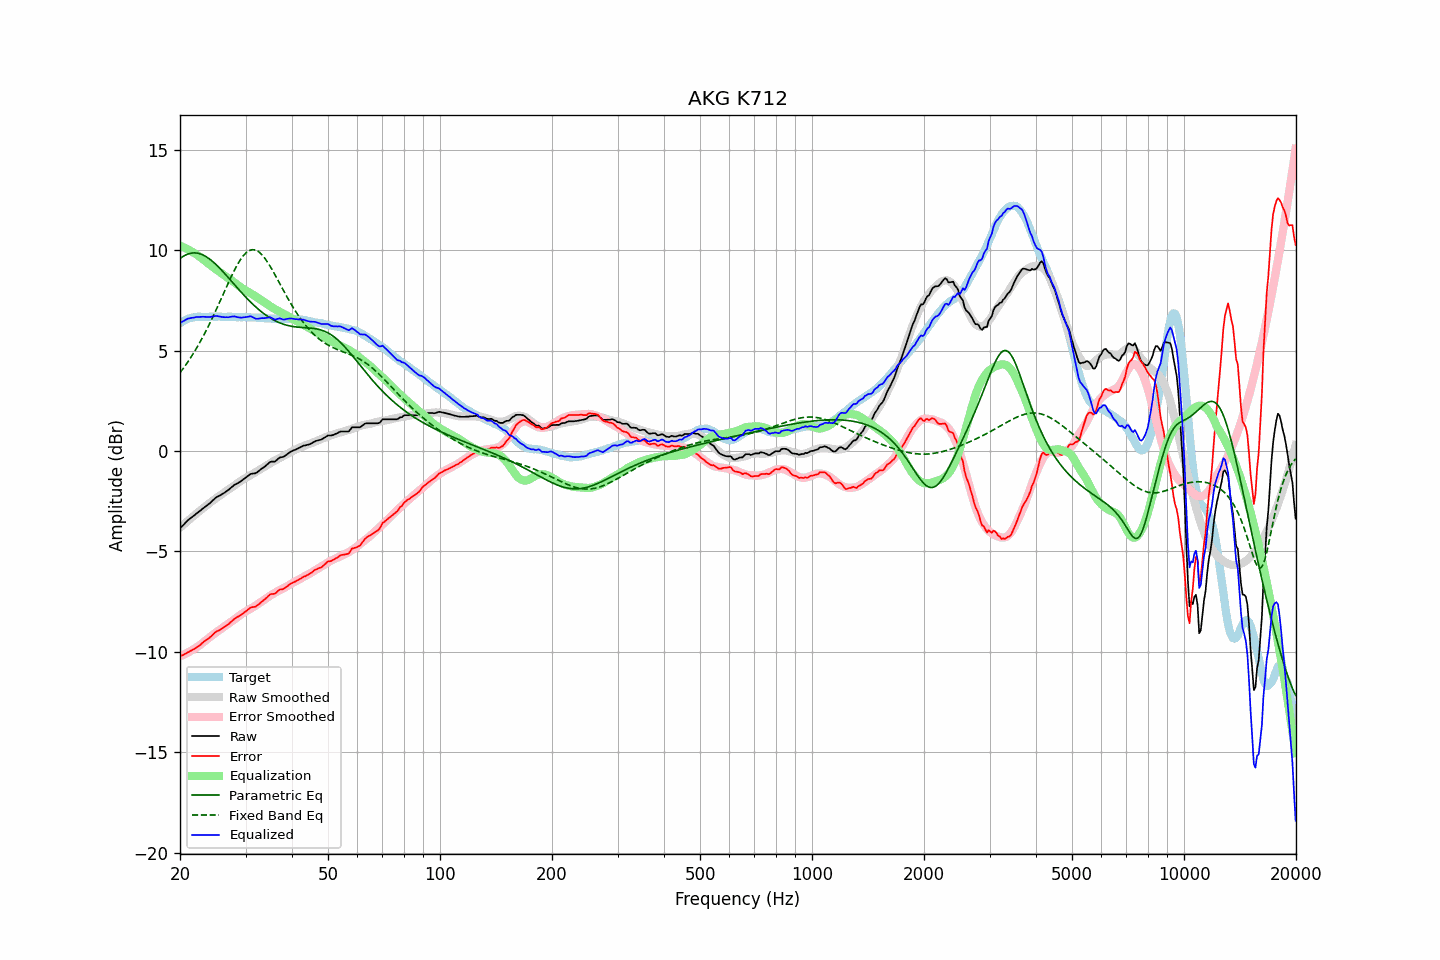 AKG K712
15
10
5
0
−5
−10
−15
−20
Amplitude (dBr)
Target
Raw Smoothed
Error Smoothed
Raw
Error
Equalization
Parametric Eq
Fixed Band Eq
Equalized
20 50 100 200 500 1000 2000 5000 10000 20000
Frequency (Hz)